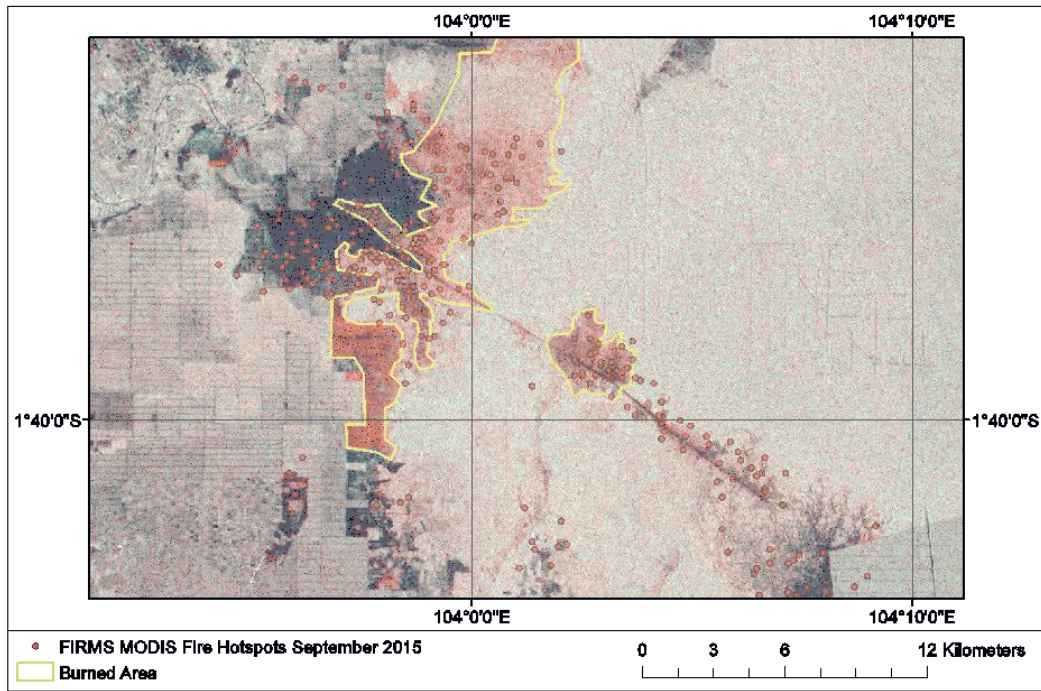 104°0'0"E 104°10'0"E
1°40'0"S 1°40'0"S
104°0'0"E 104°10'0"E
FIRMS MODIS Fire Hotspots September 2015
Burned Area
0 3 6 12 Kilometers